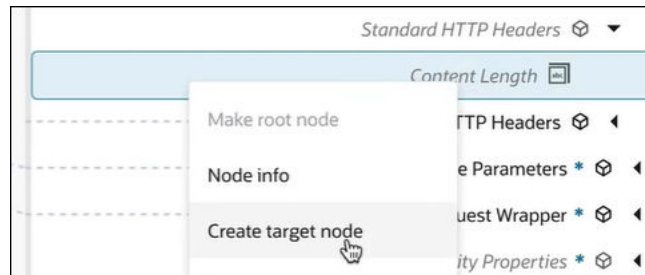 Standard HTTP Headers
Content Length
Make root node
TTP Headers
Node info
e Parameters *
uest Wrapper *
Create target node
ity Properties *